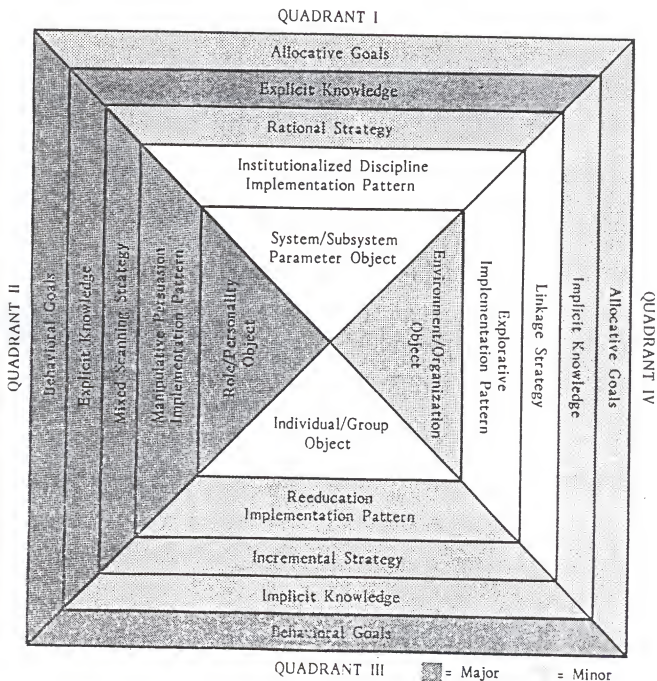 QUADRANT I
Allocative Goals
Explicit Knowledge
Rational Strategy
Institutionalized Discipline
Implementation Pattern
System/Subsystem
Parameter Object
QUADRANT II
Behavioral Goals
Explicit Knowledge
Mixed Scanning Strategy
Manipulative Persuasion
Implementation Pattern
Role/Personality
Object
Environment/Organization
Object
Explorative
Implementation Pattern
Linkage Strategy
Implicit Knowledge
Allocative Goals
QUADRANT IV
Individual/Group
Object
Reeducation
Implementation Pattern
Incremental Strategy
Implicit Knowledge
Behavioral Goals
QUADRANT III
= Major = Minor